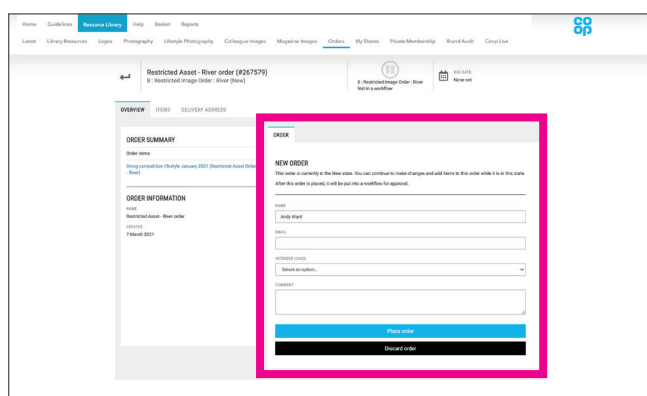 Home Guidelines Resource Library Help Basket Reports
co
op
Latest Library Resources Logos Photography Lifestyle Photography Colleague Images Magazine Images Orders My Shares Private Membership Brand Audit Coop Live
Restricted Asset - River order (#267579)
8 : Restricted Image Order : River (New)
8 : Restricted Image Order : River
Not in a workflow
DUE DATE
None set
OVERVIEW ITEMS DELIVERY ADDRESS
ORDER SUMMARY
Order items
Smeg competition lifestyle January 2021 (Restricted Asset Order
- River)
ORDER INFORMATION
NAME
Restricted Asset - River order
CREATED
7 March 2021
ORDER
NEW ORDER
This order is currently in the New state. You can continue to make changes and add items to this order while it is in this state.
After this order is placed, it will be put into a workflow for approval.
NAME
Andy Ward
EMAIL
INTENDED USAGE
Select an option...
COMMENT
Place order
Discard order